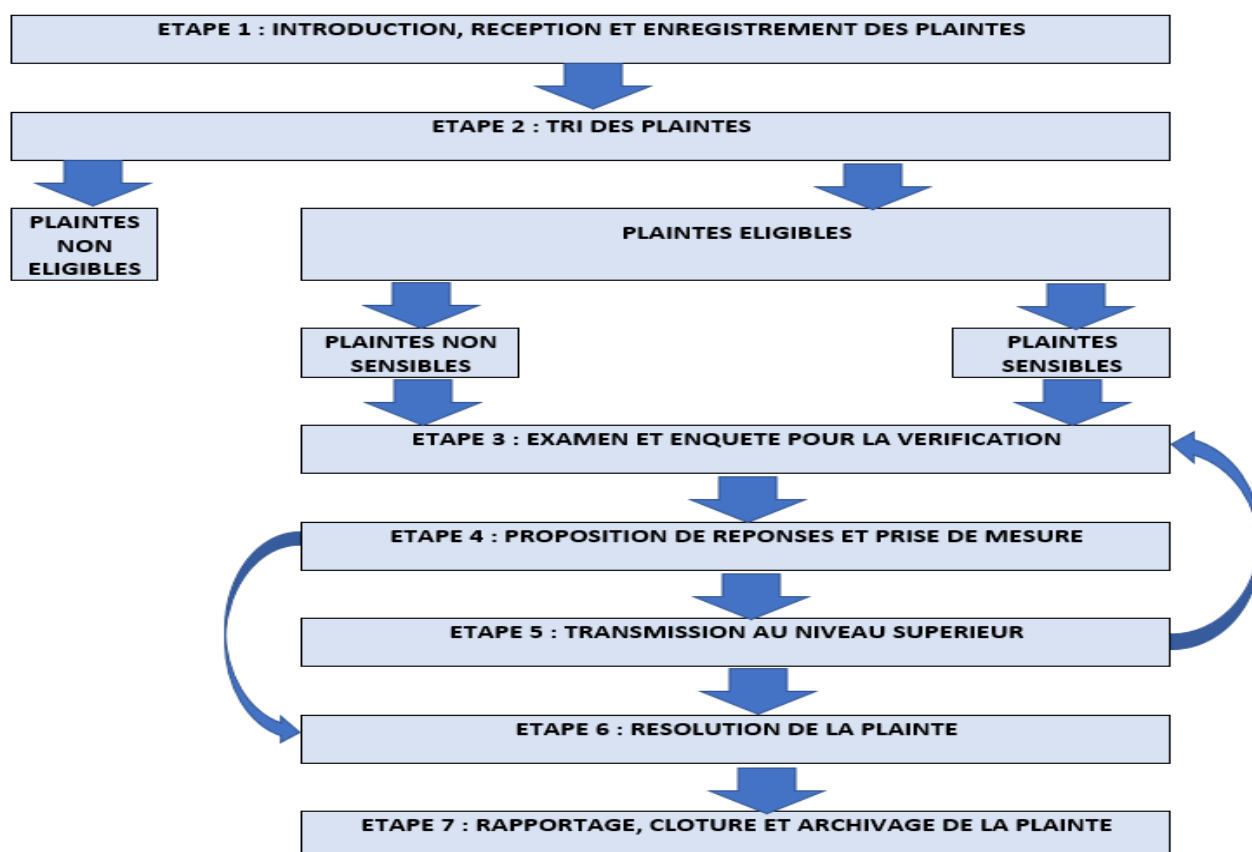 ETAPE 1 : INTRODUCTION, RECEPTION ET ENREGISTREMENT DES PLAINTES
ETAPE 2 : TRI DES PLAINTES
PLAINTES
NON
ELIGIBLES
PLAINTES ELIGIBLES
PLAINTES NON
SENSIBLES
PLAINTES
SENSIBLES
ETAPE 3 : EXAMEN ET ENQUETE POUR LA VERIFICATION
ETAPE 4 : PROPOSITION DE REPONSES ET PRISE DE MESURE
ETAPE 5 : TRANSMISSION AU NIVEAU SUPERIEUR
ETAPE 6 : RESOLUTION DE LA PLAINTE
ETAPE 7 : RAPPORTAGE, CLOTURE ET ARCHIVAGE DE LA PLAINTE